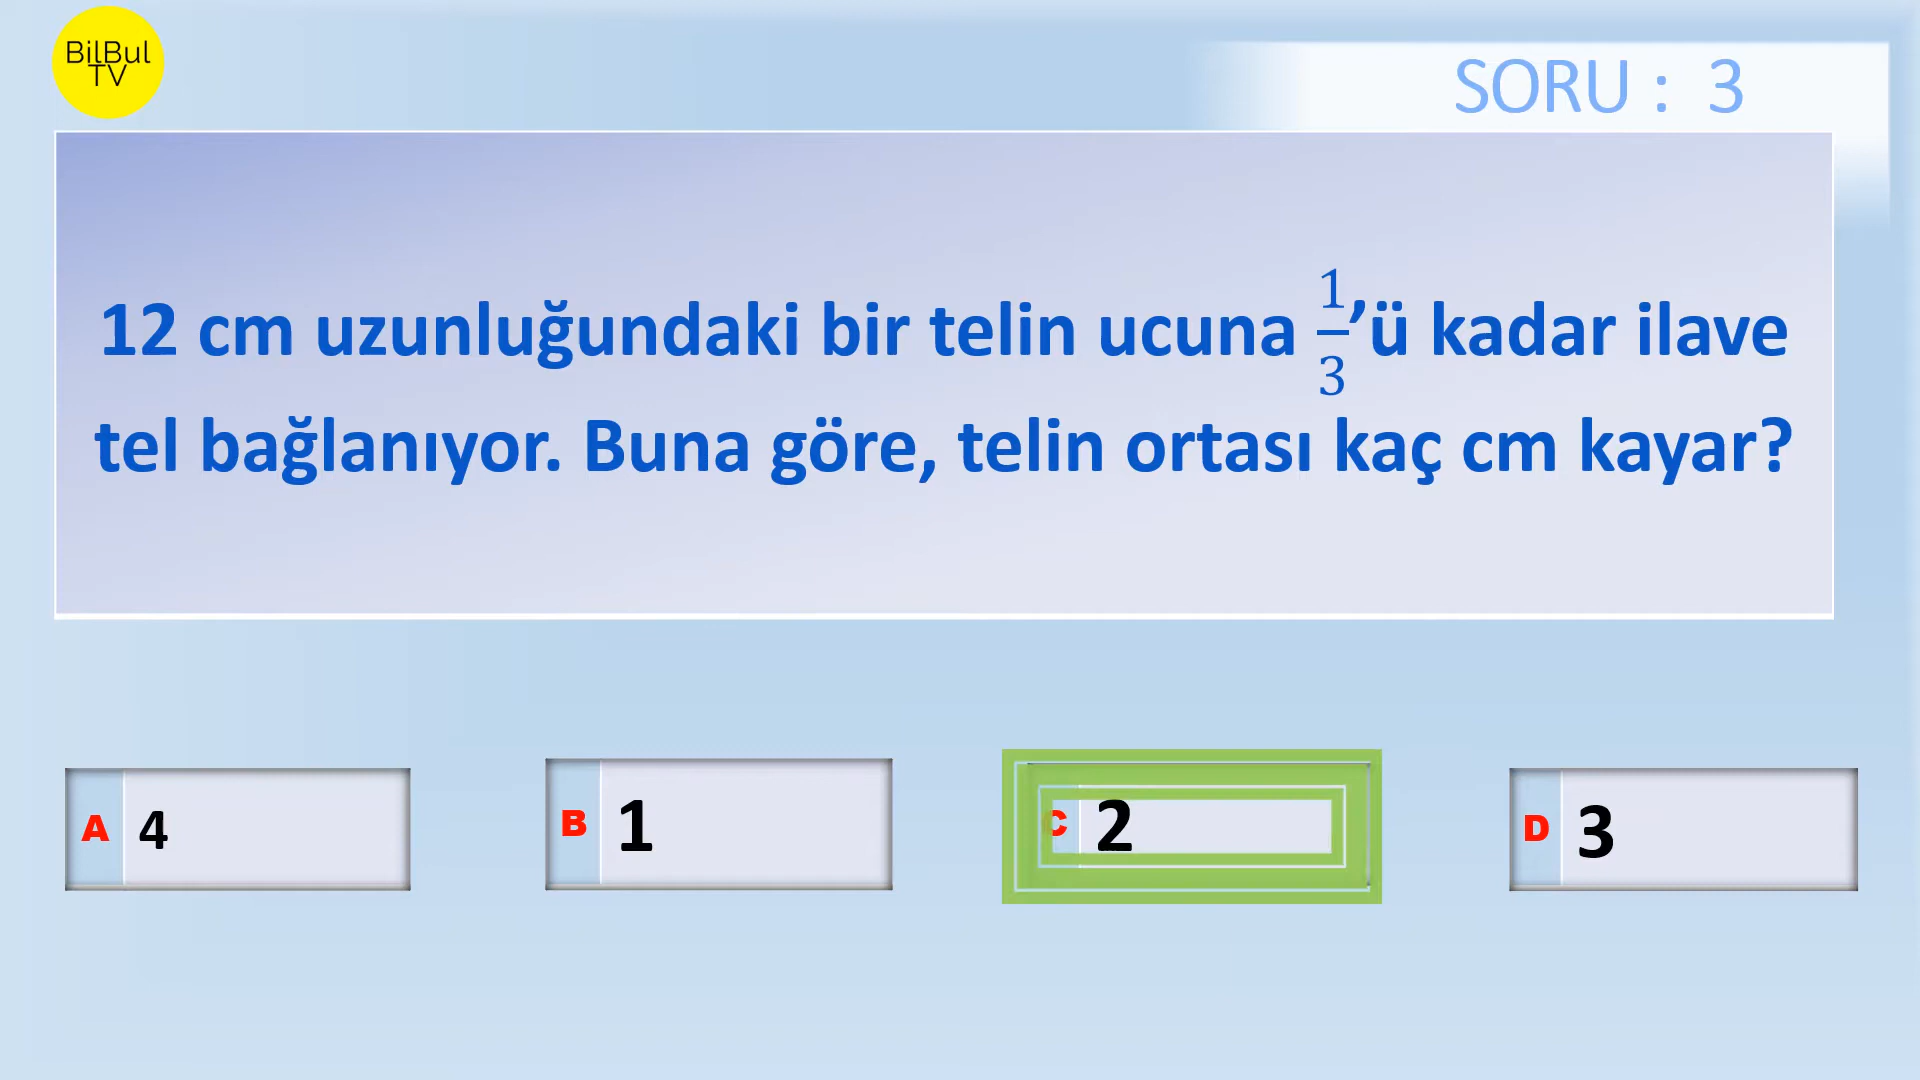 BilBul
TV
SORU : 3
12 cm uzunluğundaki bir telin ucuna 1/3’ü kadar ilave
tel bağlanıyor. Buna göre, telin ortası kaç cm kayar?
A 4
B 1
C 2
D 3